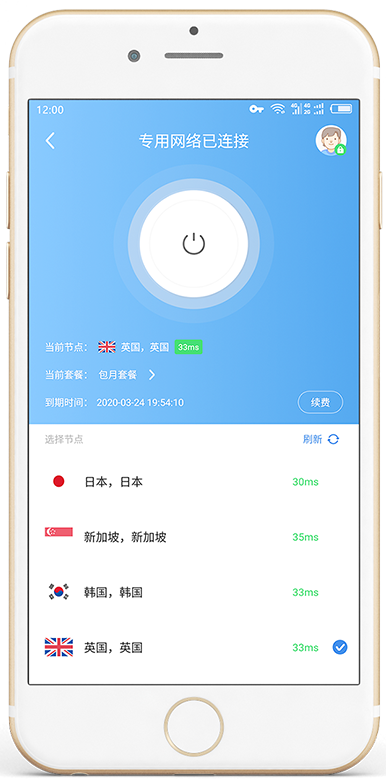 12:00
专用网络已连接
当前节点： 英国，英国 33ms
当前套餐： 包月套餐
到期时间： 2020-03-24 19:54:10 续费
选择节点 刷新
日本，日本 30ms
新加坡，新加坡 35ms
韩国，韩国 33ms
英国，英国 33ms